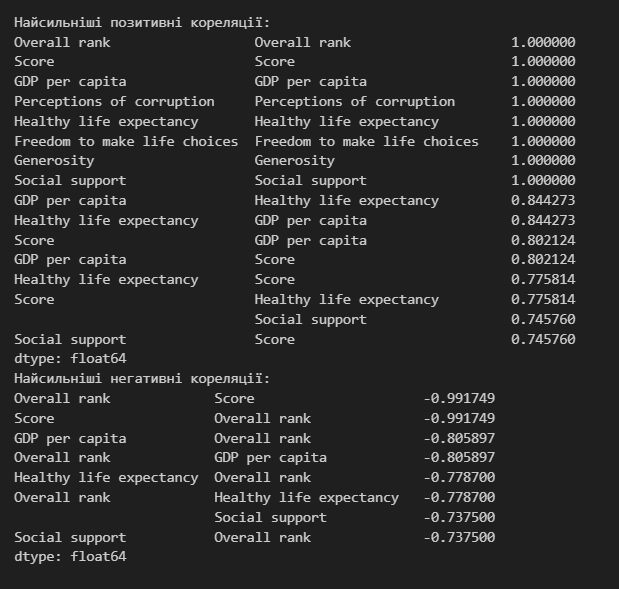 Найсильніші позитивні кореляції:
Overall rank                  Overall rank                    1.000000
Score                         Score                           1.000000
GDP per capita                GDP per capita                  1.000000
Perceptions of corruption     Perceptions of corruption       1.000000
Healthy life expectancy       Healthy life expectancy         1.000000
Freedom to make life choices  Freedom to make life choices    1.000000
Generosity                    Generosity                      1.000000
Social support                Social support                  1.000000
GDP per capita                Healthy life expectancy         0.844273
Healthy life expectancy       GDP per capita                  0.844273
Score                         GDP per capita                  0.802124
GDP per capita                Score                           0.802124
Healthy life expectancy       Score                           0.775814
Score                         Healthy life expectancy         0.775814
                              Social support                  0.745760
Social support                Score                           0.745760
dtype: float64
Найсильніші негативні кореляції:
Overall rank             Score                     -0.991749
Score                    Overall rank              -0.991749
GDP per capita           Overall rank              -0.805897
Overall rank             GDP per capita            -0.805897
Healthy life expectancy  Overall rank              -0.778700
Overall rank             Healthy life expectancy   -0.778700
                         Social support            -0.737500
Social support           Overall rank              -0.737500
dtype: float64